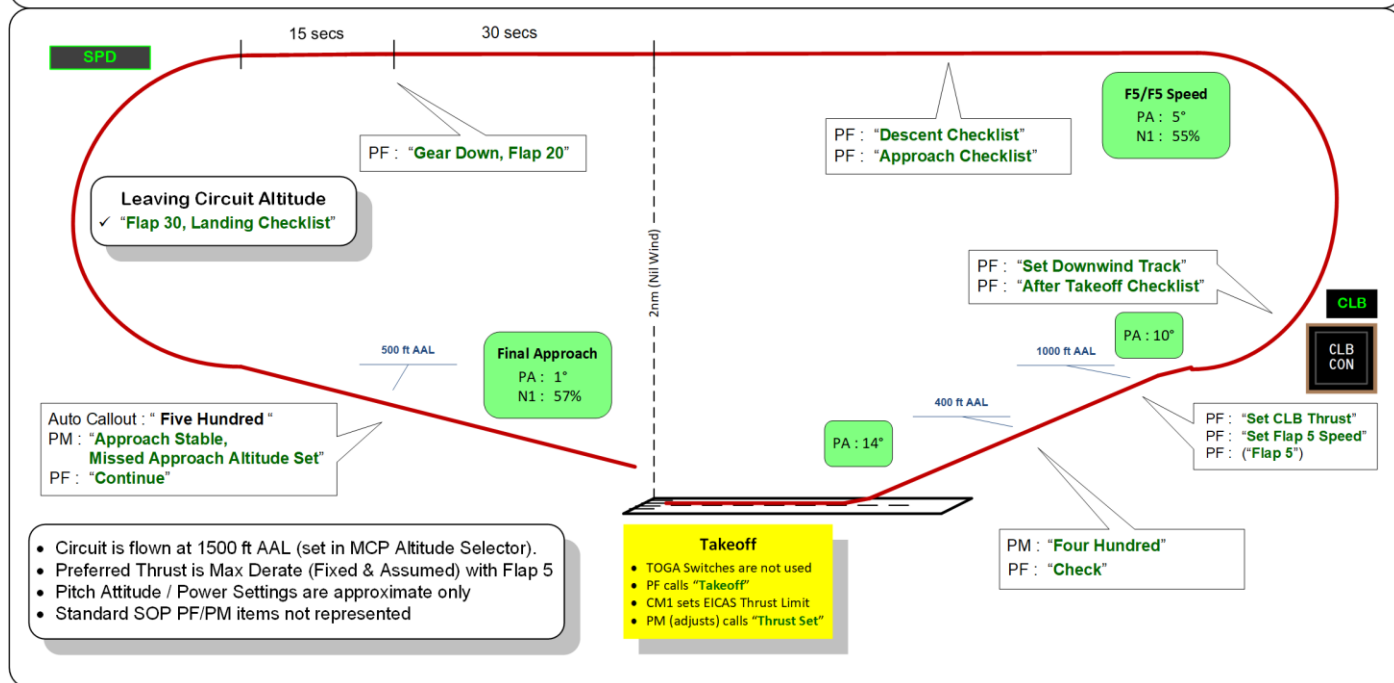 15 secs
30 secs
SPD
F5/F5 Speed
PA : 5°
N1 : 55%
PF : “Descent Checklist”
PF : “Approach Checklist”
PF : “Gear Down, Flap 20”
Leaving Circuit Altitude
✓ “Flap 30, Landing Checklist”
2nm (Nil Wind)
PF : “Set Downwind Track”
PF : “After Takeoff Checklist”
CLB
CLB
CON
PA : 10°
1000 ft AAL
500 ft AAL
Final Approach
PA : 1°
N1 : 57%
400 ft AAL
Auto Callout : “ Five Hundred “
PM : “Approach Stable,
Missed Approach Altitude Set”
PF : “Continue”
PA : 14°
PF : “Set CLB Thrust”
PF : “Set Flap 5 Speed”
PF : (“Flap 5”)
PM : “Four Hundred”
PF : “Check”
• Circuit is flown at 1500 ft AAL (set in MCP Altitude Selector).
• Preferred Thrust is Max Derate (Fixed & Assumed) with Flap 5
• Pitch Attitude / Power Settings are approximate only
• Standard SOP PF/PM items not represented
Takeoff
• TOGA Switches are not used
• PF calls “Takeoff”
• CM1 sets EICAS Thrust Limit
• PM (adjusts) calls “Thrust Set”